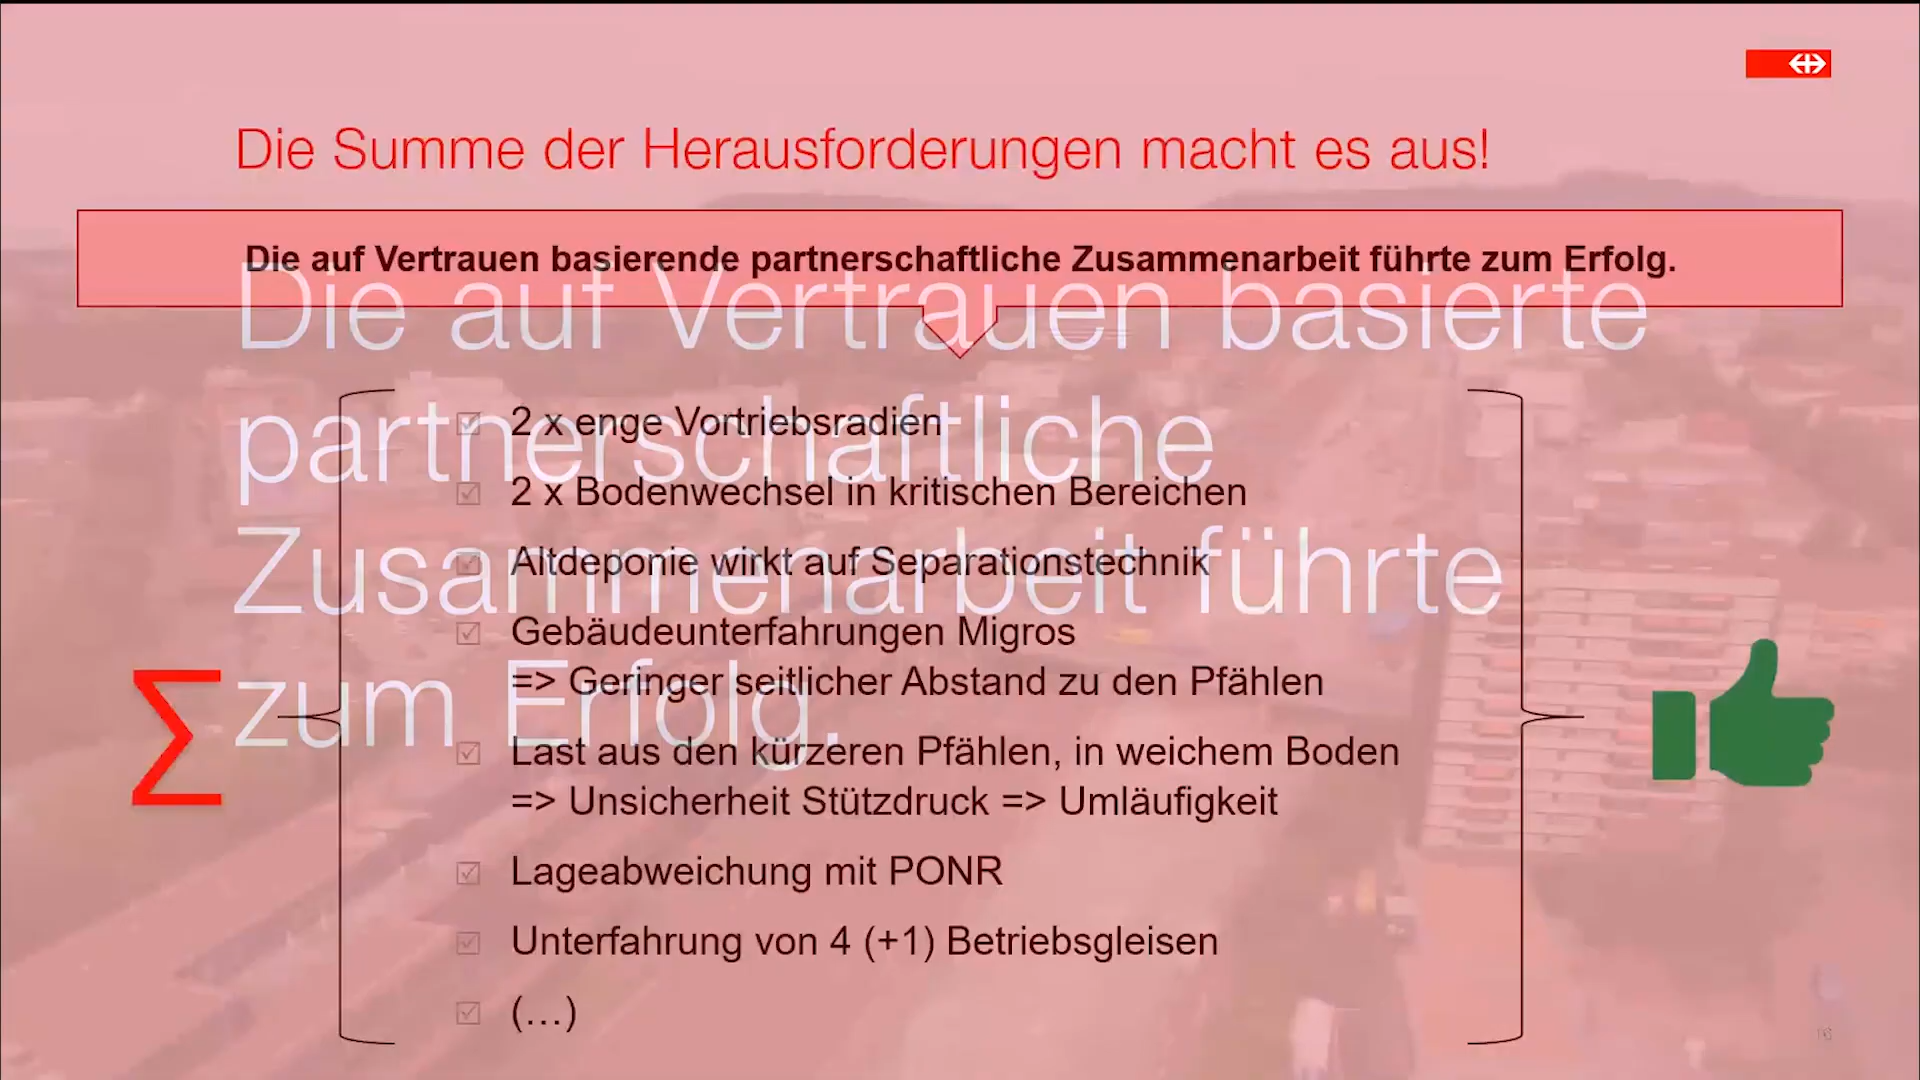 Die Summe der Herausforderungen macht es aus!
Die auf Vertrauen basierende partnerschaftliche Zusammenarbeit führte zum Erfolg.
Die auf Vertrauen basierte
partnerschaftliche
Zusammenarbeit führte
zum Erfolg.
2 x enge Vortriebsradien
2 x Bodenwechsel in kritischen Bereichen
Altdeponie wirkt auf Separationstechnik
Gebäudeunterfahrungen Migros
=> Geringer seitlicher Abstand zu den Pfählen
Last aus den kürzeren Pfählen, in weichem Boden
=> Unsicherheit Stützdruck => Umläufigkeit
Lageabweichung mit PONR
Unterfahrung von 4 (+1) Betriebsgleisen
(…)
∑
16